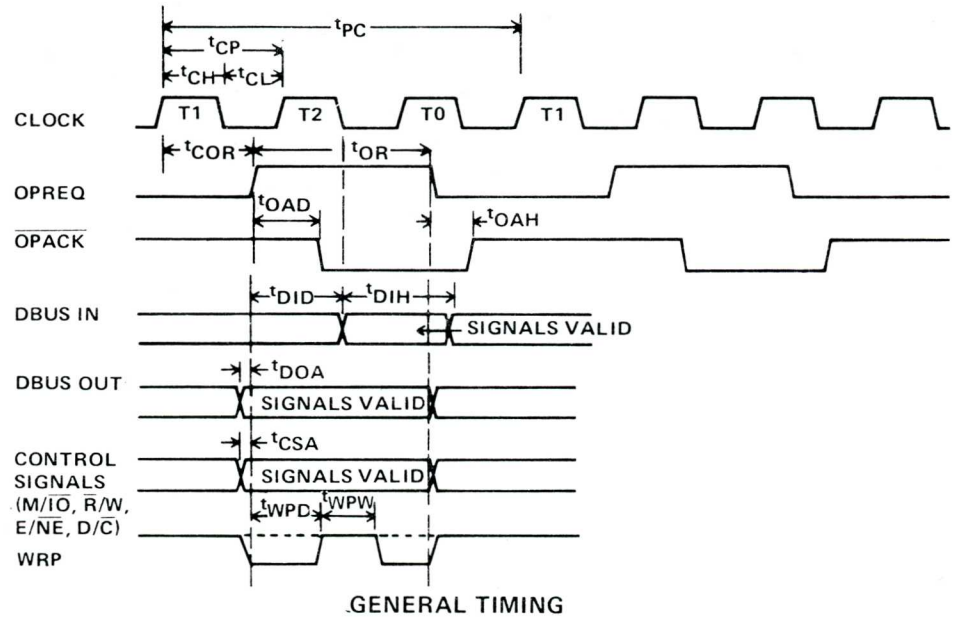 tPC
tCP
tCH tCL
CLOCK T1 T2 T0 T1
tCOR tOR
OPREQ
tOAD tOAH
OPACK
tDID tDIH
DBUS IN SIGNALS VALID
tDOA
DBUS OUT SIGNALS VALID
tCSA
CONTROL
SIGNALS SIGNALS VALID
(M/IO, R/W,
E/NE, D/C) tWPD tWPW
WRP
GENERAL TIMING